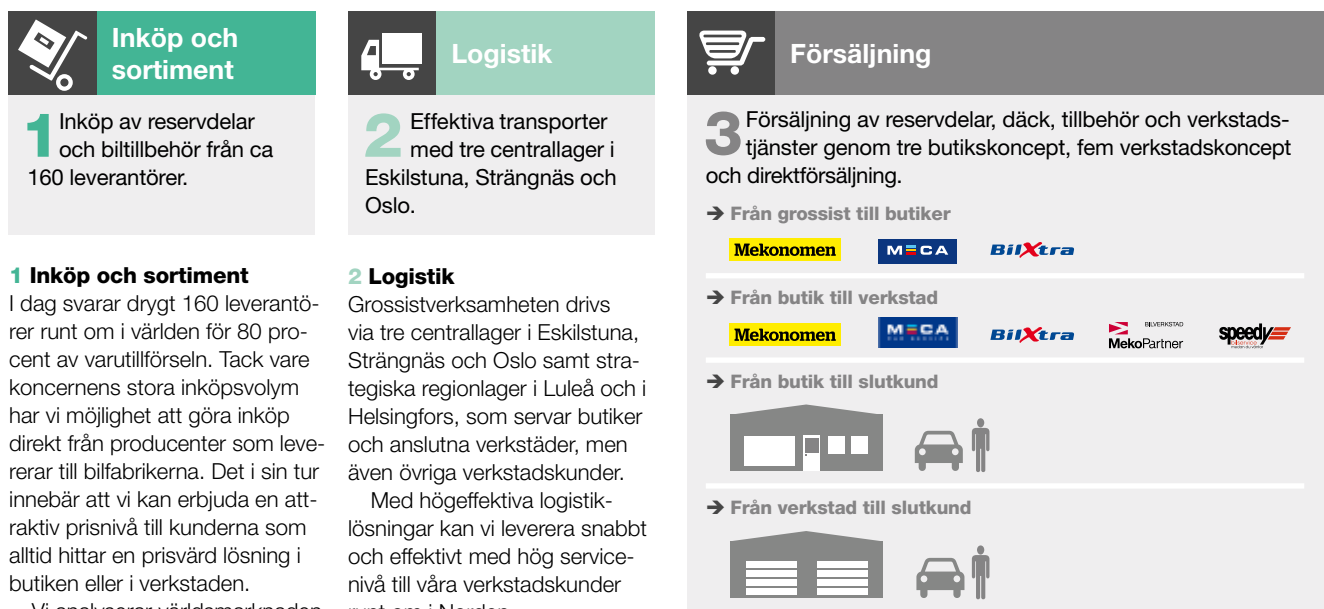 Inköp och
sortiment
1 Inköp av reservdelar
och biltillbehör från ca
160 leverantörer.
1 Inköp och sortiment
I dag svarar drygt 160 leverantö-
rer runt om i världen för 80 pro-
cent av varutillförseln. Tack vare
koncernens stora inköpsvolym
har vi möjlighet att göra inköp
direkt från producenter som leve-
rerar till bilfabrikerna. Det i sin tur
innebär att vi kan erbjuda en att-
raktiv prisnivå till kunderna som
alltid hittar en prisvärd lösning i
butiken eller i verkstaden.
Vi analyserar världsmarknaden
Logistik
2 Effektiva transporter
med tre centrallager i
Eskilstuna, Strängnäs och
Oslo.
2 Logistik
Grossistverksamheten drivs
via tre centrallager i Eskilstuna,
Strängnäs och Oslo samt stra-
tegiska regionlager i Luleå och i
Helsingfors, som servar butiker
och anslutna verkstäder, men
även övriga verkstadskunder.
Med högeffektiva logistik-
lösningar kan vi leverera snabbt
och effektivt med hög service-
nivå till våra verkstadskunder
runt om i Norden.
Försäljning
3 Försäljning av reservdelar, däck, tillbehör och verkstads-
tjänster genom tre butikskoncept, fem verkstadskoncept
och direktförsäljning.
➔ Från grossist till butiker
Mekonomen MECA BilXtra
➔ Från butik till verkstad
Mekonomen MECA CAR SERVICE BilXtra BILVERKSTAD MekoPartner speedy bilservice
➔ Från butik till slutkund
➔ Från verkstad till slutkund